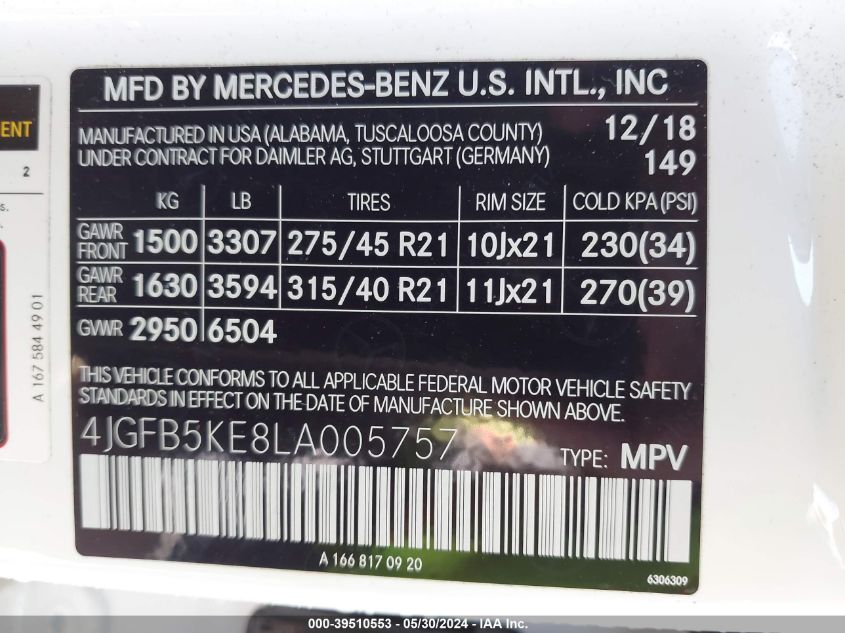 MFD BY MERCEDES-BENZ U.S. INTL., INC
MANUFACTURED IN USA (ALABAMA, TUSCALOOSA COUNTY) 12/18
UNDER CONTRACT FOR DAIMLER AG, STUTTGART (GERMANY) 149
KG LB TIRES RIM SIZE COLD KPA (PSI)
GAWR FRONT 1500 3307 275/45 R21 10Jx21 230(34)
GAWR REAR 1630 3594 315/40 R21 11Jx21 270(39)
GVWR 2950 6504
THIS VEHICLE CONFORMS TO ALL APPLICABLE FEDERAL MOTOR VEHICLE SAFETY
STANDARDS IN EFFECT ON THE DATE OF MANUFACTURE SHOWN ABOVE.
4JGFB5KE8LA005757 TYPE: MPV
A 166 817 09 20
6306309
2
A 167 584 49 01
000-39510553 - 05/30/2024 - IAA Inc.